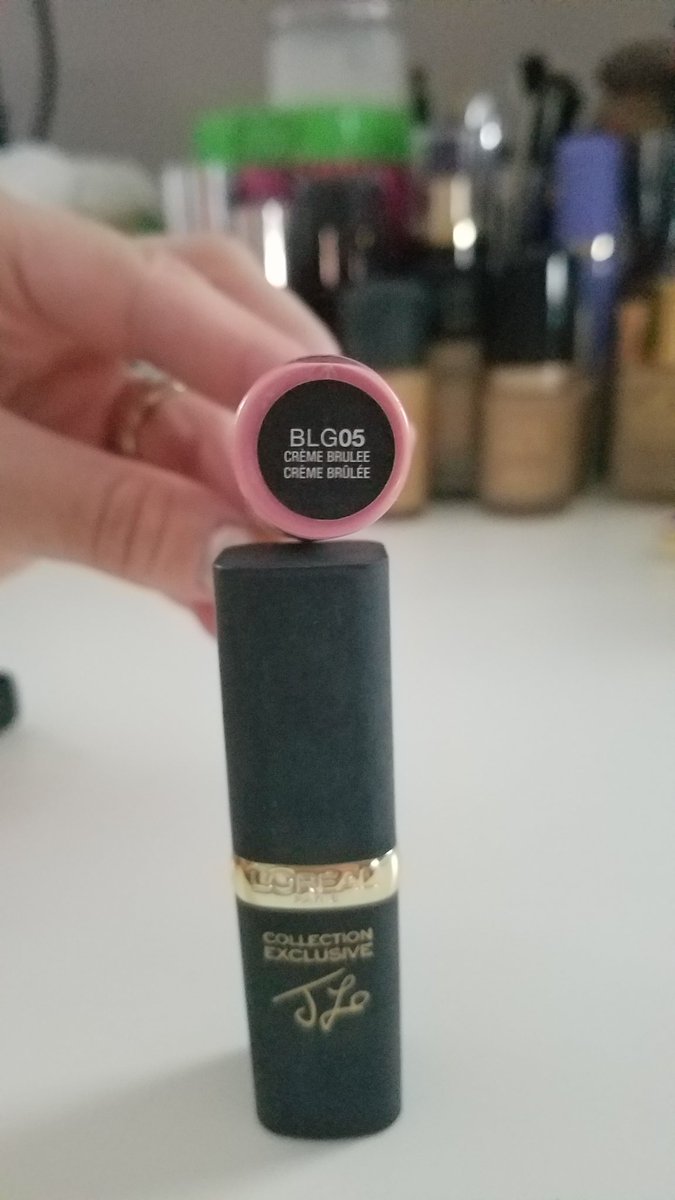 BLG05
CRÈME BRULEE
CRÈME BRÛLÉE
L'ORÉAL
PARIS
COLLECTION
EXCLUSIVE
JLo